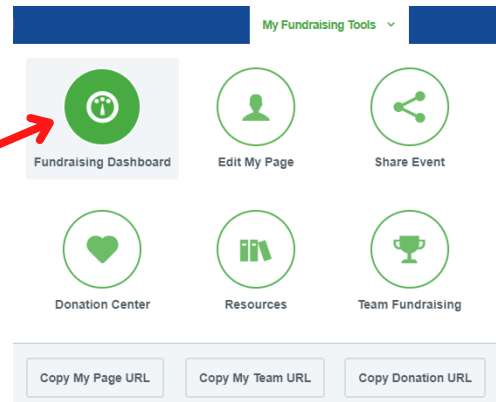 My Fundraising Tools
Fundraising Dashboard
Edit My Page
Share Event
Donation Center
Resources
Team Fundraising
Copy My Page URL
Copy My Team URL
Copy Donation URL